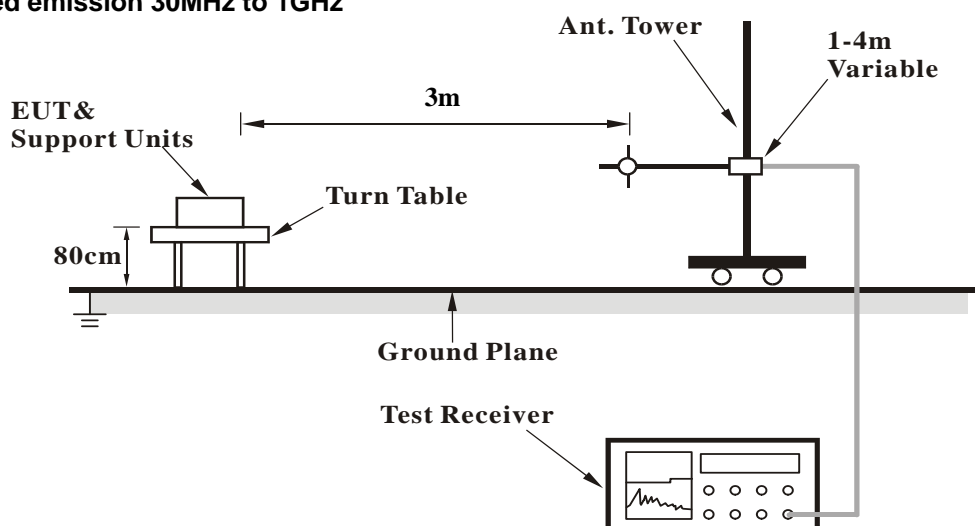 ed emission 30MHz to 1GHz
Ant. Tower
1-4m
Variable
3m
EUT&
Support Units
Turn Table
80cm
Ground Plane
Test Receiver